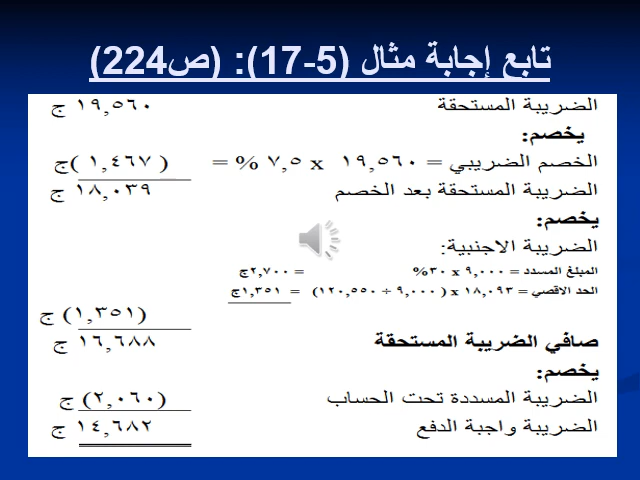 تابع إجابة مثال (5-17): (ص224)
الضريبة المستحقة ١٩,٥٦٠ ج
يخصم:
الخصم الضريبي = ١٩,٥٦٠ x ٧,٥ % = (١,٤٦٧ )ج
الضريبة المستحقة بعد الخصم ١٨,٠٣٩ ج
يخصم:
الضريبة الاجنبية:
المبلغ المسدد = ٩,٠٠٠ x ٣٠% = ٢,٧٠٠ج
الحد الاقصي = ١٨,٠٩٣ x (٩,٠٠٠ ÷ ١٢٠,٥٥٠) = ١,٣٥١ج
(١,٣٥١) ج
صافي الضريبة المستحقة ١٦,٦٨٨ ج
يخصم:
الضريبة المسددة تحت الحساب (٢,٠٦٠) ج
الضريبة واجبة الدفع ١٤,٦٨٢ ج